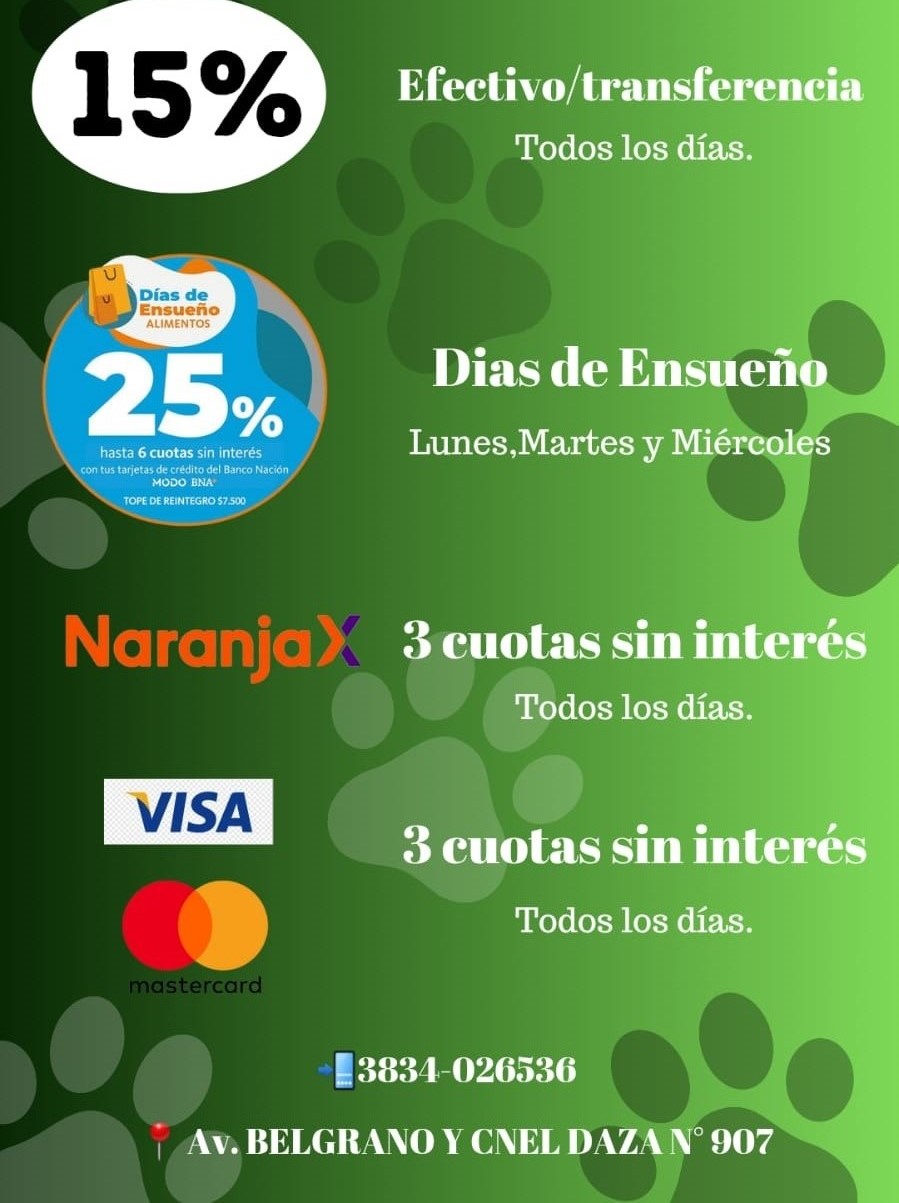 15%
Efectivo/transferencia
Todos los días.
Días de
Ensueño
ALIMENTOS
25%
hasta 6 cuotas sin interés
con tus tarjetas de crédito del Banco Nación
MODO BNA+
TOPE DE REINTEGRO $7.500
Dias de Ensueño
Lunes,Martes y Miércoles
NaranjaX
3 cuotas sin interés
Todos los días.
VISA
mastercard
3 cuotas sin interés
Todos los días.
3834-026536
Av. BELGRANO Y CNEL DAZA N° 907